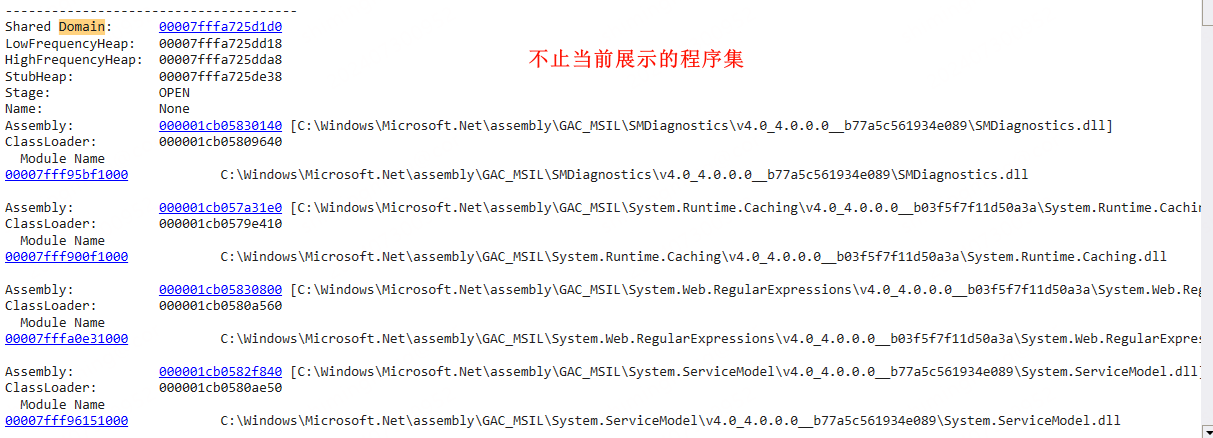 ----------------------------------------
Shared Domain: 00007fffa725d1d0
LowFrequencyHeap: 00007fffa725dd18
HighFrequencyHeap: 00007fffa725dda8
不止当前展示的程序集
StubHeap: 00007fffa725de38
Stage: OPEN
Name: None
Assembly: 000001cb05830140 [C:\Windows\Microsoft.Net\assembly\GAC_MSIL\SMDiagnostics\v4.0_4.0.0.0__b77a5c561934e089\SMDiagnostics.dll]
ClassLoader: 000001cb05809640
Module Name
00007fff95bf1000 C:\Windows\Microsoft.Net\assembly\GAC_MSIL\SMDiagnostics\v4.0_4.0.0.0__b77a5c561934e089\SMDiagnostics.dll
Assembly: 000001cb057a31e0 [C:\Windows\Microsoft.Net\assembly\GAC_MSIL\System.Runtime.Caching\v4.0_4.0.0.0__b03f5f7f11d50a3a\System.Runtime.Cachin
ClassLoader: 000001cb0579e410
Module Name
00007fff900f1000 C:\Windows\Microsoft.Net\assembly\GAC_MSIL\System.Runtime.Caching\v4.0_4.0.0.0__b03f5f7f11d50a3a\System.Runtime.Caching.dll
Assembly: 000001cb05830800 [C:\Windows\Microsoft.Net\assembly\GAC_MSIL\System.Web.RegularExpressions\v4.0_4.0.0.0__b03f5f7f11d50a3a\System.Web.Reg
ClassLoader: 000001cb0580a560
Module Name
00007fffa0e31000 C:\Windows\Microsoft.Net\assembly\GAC_MSIL\System.Web.RegularExpressions\v4.0_4.0.0.0__b03f5f7f11d50a3a\System.Web.RegularExpres
Assembly: 000001cb0582f840 [C:\Windows\Microsoft.Net\assembly\GAC_MSIL\System.ServiceModel\v4.0_4.0.0.0__b77a5c561934e089\System.ServiceModel.dll]
ClassLoader: 000001cb0580ae50
Module Name
00007fff96151000 C:\Windows\Microsoft.Net\assembly\GAC_MSIL\System.ServiceModel\v4.0_4.0.0.0__b77a5c561934e089\System.ServiceModel.dll